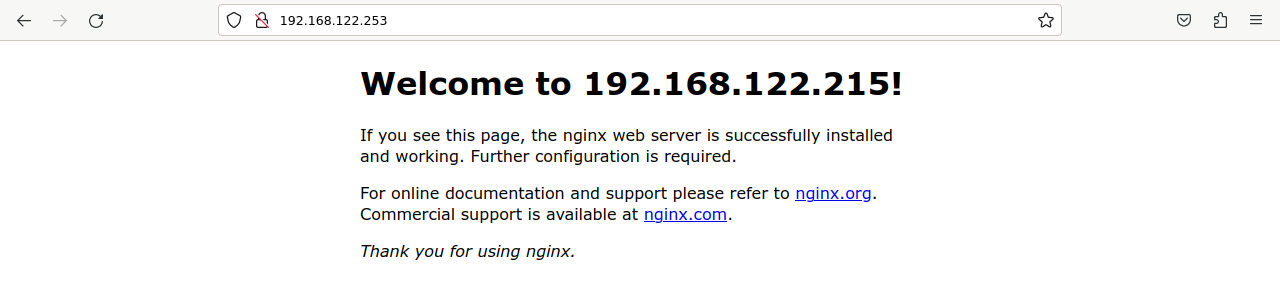 192.168.122.253
Welcome to 192.168.122.215!
If you see this page, the nginx web server is successfully installed
and working. Further configuration is required.
For online documentation and support please refer to nginx.org.
Commercial support is available at nginx.com.
Thank you for using nginx.